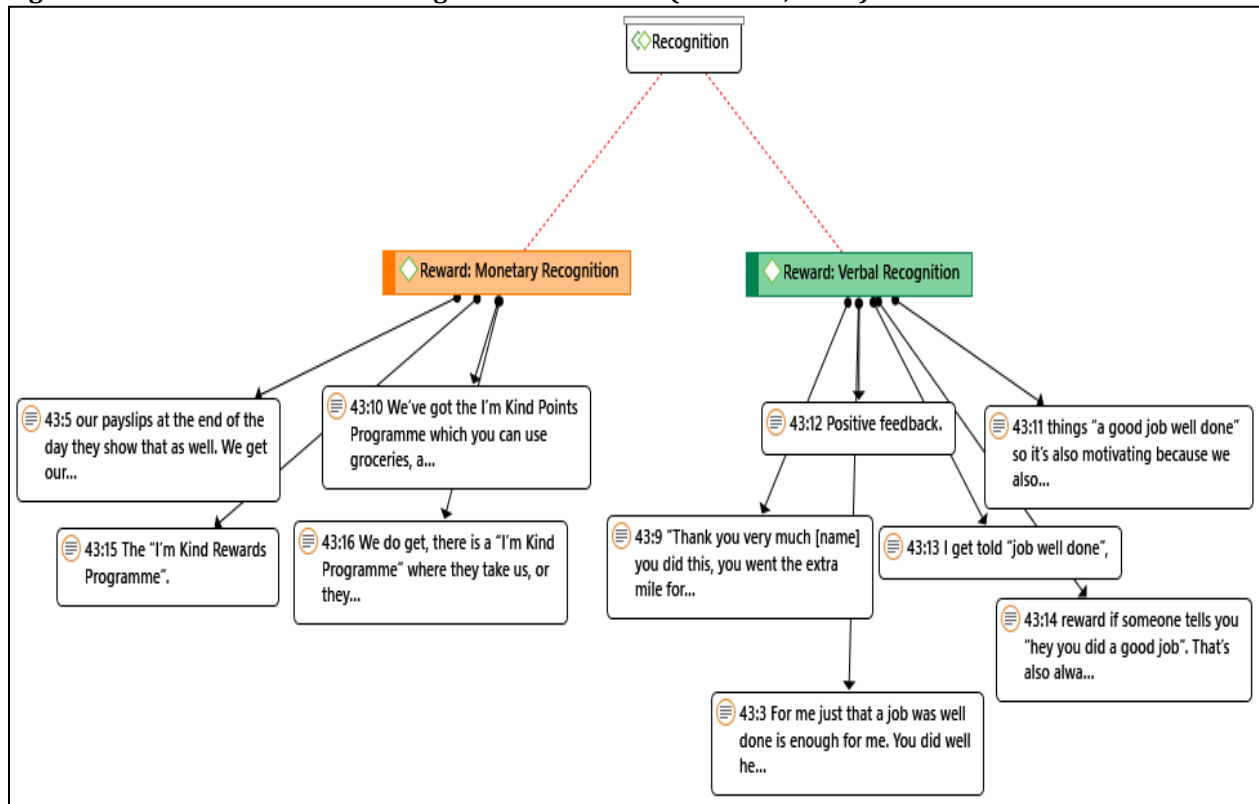 Recognition
Reward: Monetary Recognition
Reward: Verbal Recognition
43:5 our payslips at the end of the
day they show that as well. We get
our...
43:10 We’ve got the I’m Kind Points
Programme which you can use
groceries, a...
43:12 Positive feedback.
43:11 things “a good job well done”
so it’s also motivating because we
also...
43:15 The “I’m Kind Rewards
Programme”.
43:16 We do get, there is a “I’m Kind
Programme” where they take us, or
they...
43:9 “Thank you very much [name]
you did this, you went the extra
mile for...
43:13 I get told “job well done”,
43:14 reward if someone tells you
“hey you did a good job”. That’s
also alwa...
43:3 For me just that a job was well
done is enough for me. You did well
he...